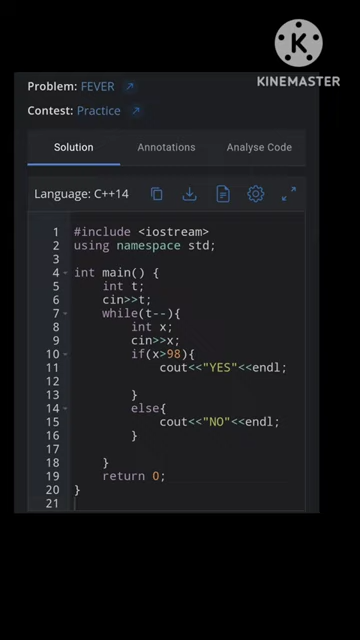 K
KINEMASTER
Problem: FEVER
Contest: Practice
Solution Annotations Analyse Code
Language: C++14
1 #include <iostream>
2 using namespace std;
3
4 int main() {
5 int t;
6 cin>>t;
7 while(t--){
8 int x;
9 cin>>x;
10 if(x>98){
11 cout<<"YES"<<endl;
12
13 }
14 else{
15 cout<<"NO"<<endl;
16 }
17
18 }
19 return 0;
20 }
21